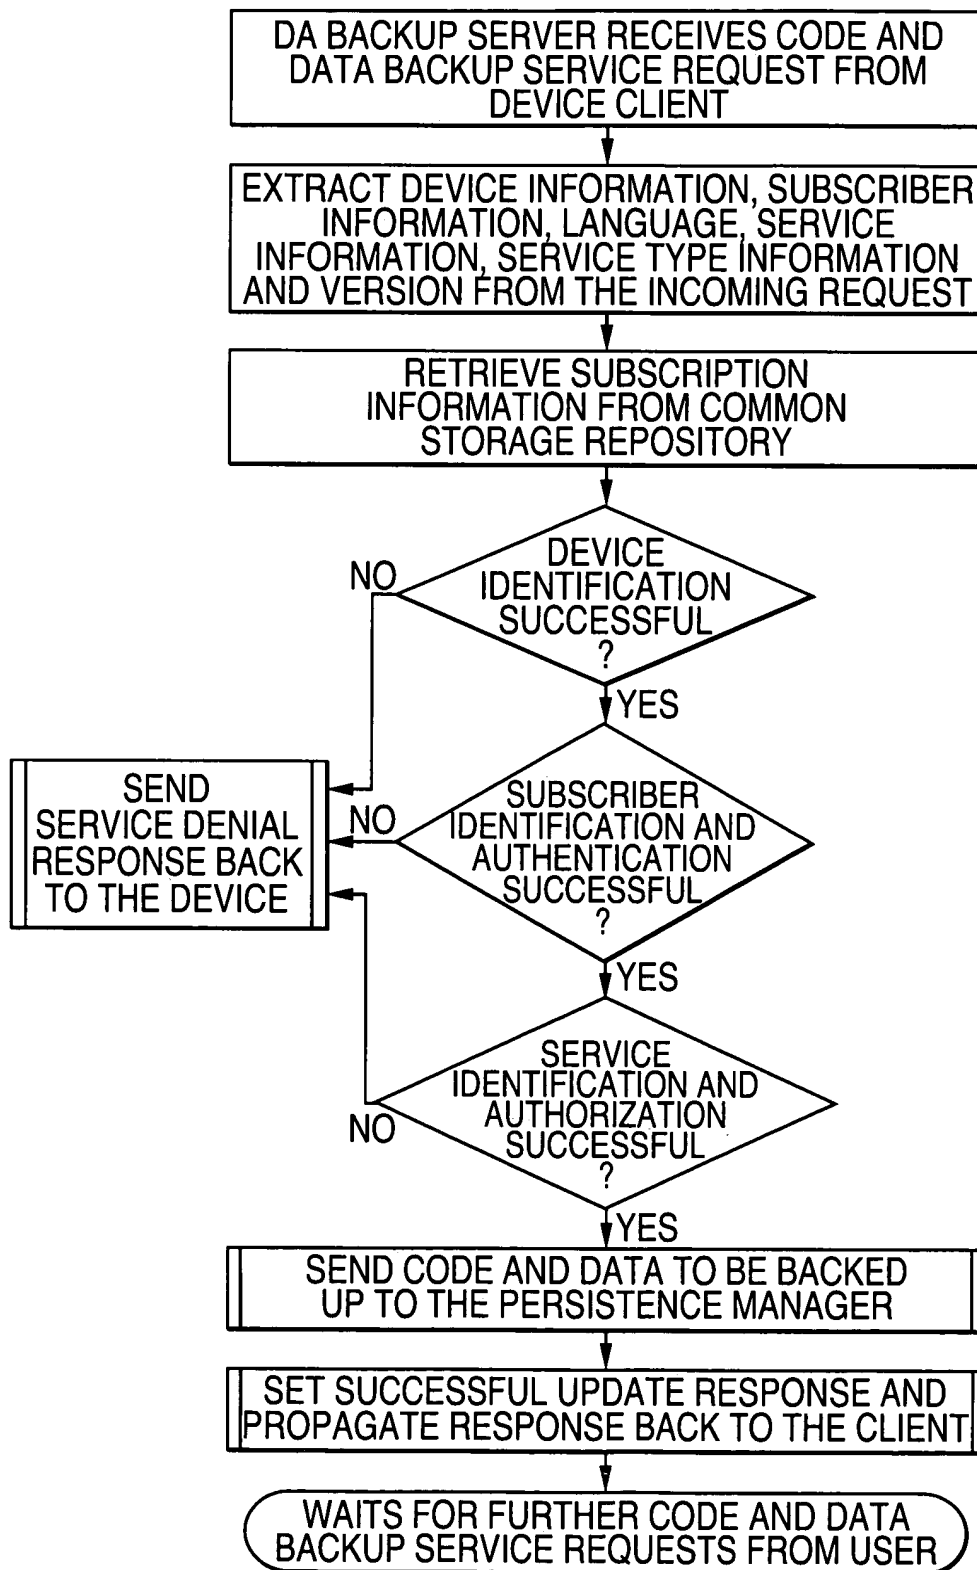 DA BACKUP SERVER RECEIVES CODE AND
DATA BACKUP SERVICE REQUEST FROM
DEVICE CLIENT
EXTRACT DEVICE INFORMATION, SUBSCRIBER
INFORMATION, LANGUAGE, SERVICE
INFORMATION, SERVICE TYPE INFORMATION
AND VERSION FROM THE INCOMING REQUEST
RETRIEVE SUBSCRIPTION
INFORMATION FROM COMMON
STORAGE REPOSITORY
DEVICE
IDENTIFICATION
SUCCESSFUL
?
NO
YES
SEND
SERVICE DENIAL
RESPONSE BACK
TO THE DEVICE
NO
SUBSCRIBER
IDENTIFICATION AND
AUTHENTICATION
SUCCESSFUL
?
YES
SERVICE
IDENTIFICATION AND
AUTHORIZATION
SUCCESSFUL
?
NO
YES
SEND CODE AND DATA TO BE BACKED
UP TO THE PERSISTENCE MANAGER
SET SUCCESSFUL UPDATE RESPONSE AND
PROPAGATE RESPONSE BACK TO THE CLIENT
WAITS FOR FURTHER CODE AND DATA
BACKUP SERVICE REQUESTS FROM USER